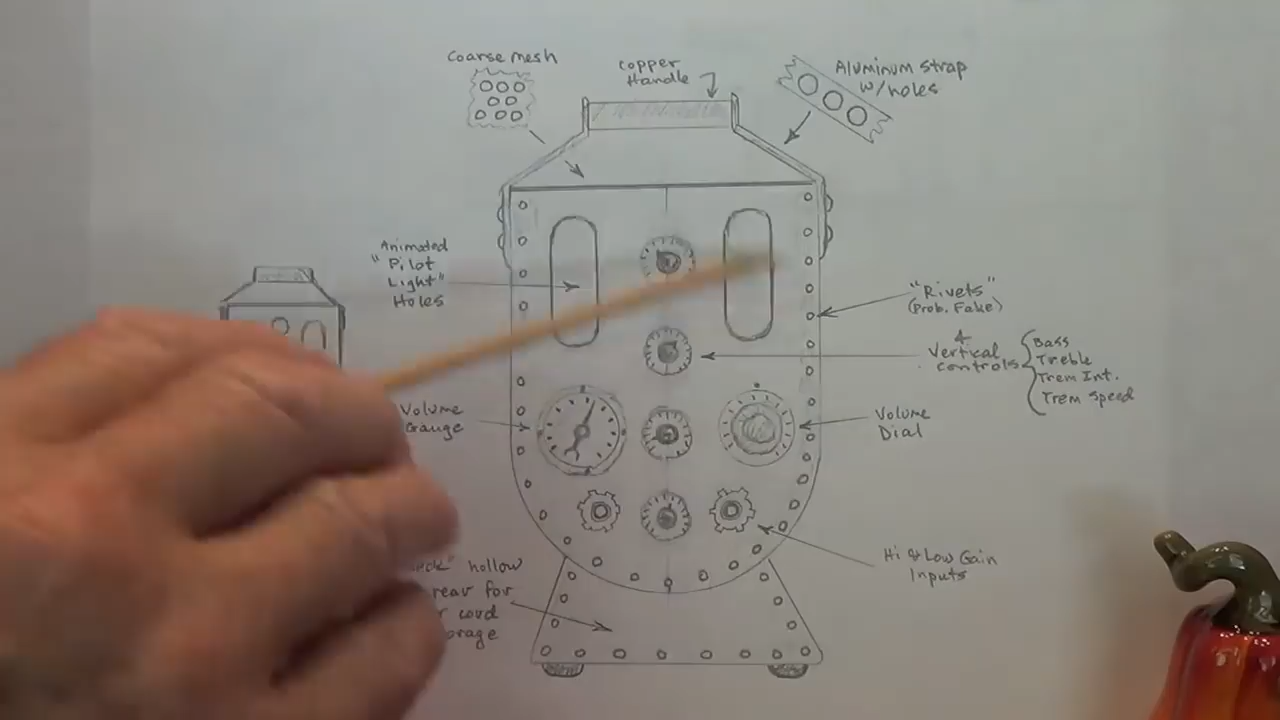 Coarse mesh
Copper
Handle
Aluminum Strap
w/holes
Animated
"Pilot
Light"
Holes
"Rivets"
(Prob. Fake)
4
Vertical
Controls
Bass
Treble
Trem Int.
Trem Speed
Volume
Gauge
Volume
Dial
Hi & Low Gain
Inputs
hollow
rear for
cord